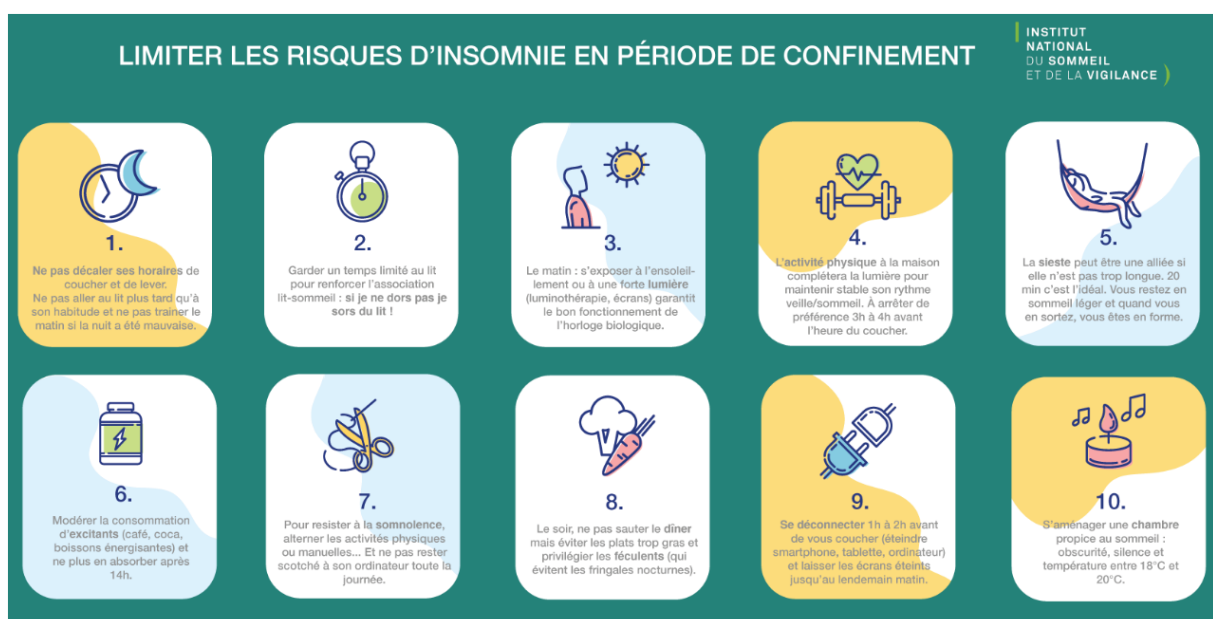 LIMITER LES RISQUES D'INSOMNIE EN PÉRIODE DE CONFINEMENT
INSTITUT
NATIONAL
DU SOMMEIL
ET DE LA VIGILANCE
1.
Ne pas décaler ses horaires de
coucher et de lever.
Ne pas aller au lit plus tard qu'à
son habitude et ne pas trainer le
matin si la nuit a été mauvaise.
2.
Garder un temps limité au lit
pour renforcer l'association
lit-sommeil : si je ne dors pas je
sors du lit !
3.
Le matin : s'exposer à l'ensoleil-
lement ou à une forte lumière
(luminothérapie, écrans) garantit
le bon fonctionnement de
l'horloge biologique.
4.
L'activité physique à la maison
complétera la lumière pour
maintenir stable son rythme
veille/sommeil. À arrêter de
préférence 3h à 4h avant
l'heure du coucher.
5.
La sieste peut être une alliée si
elle n'est pas trop longue. 20
min c'est l'idéal. Vous restez en
sommeil léger et quand vous
en sortez, vous êtes en forme.
6.
Modérer la consommation
d'excitants (café, coca,
boissons énergisantes) et
ne plus en absorber après
14h.
7.
Pour resister à la somnolence,
alterner les activités physiques
ou manuelles... Et ne pas rester
scotché à son ordinateur toute la
journée.
8.
Le soir, ne pas sauter le dîner
mais éviter les plats trop gras et
privilégier les féculents (qui
évitent les fringales nocturnes).
9.
Se déconnecter 1h à 2h avant
de vous coucher (éteindre
smartphone, tablette, ordinateur)
et laisser les écrans éteints
jusqu'au lendemain matin.
10.
S'aménager une chambre
propice au sommeil :
obscurité, silence et
température entre 18°C et
20°C.